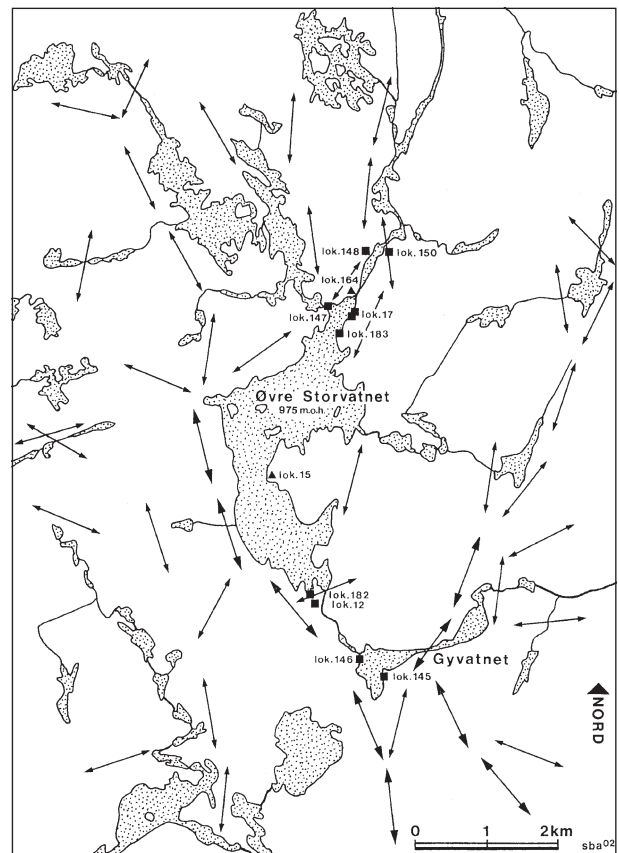 lok.148
lok.150
lok.164
lok.147
lok.17
lok.183
Øvre Storvatnet
975 m.o.h.
lok.15
lok.182
lok.12
lok.146
Gyvatnet
lok.145
NORD
0 1 2km
sba02